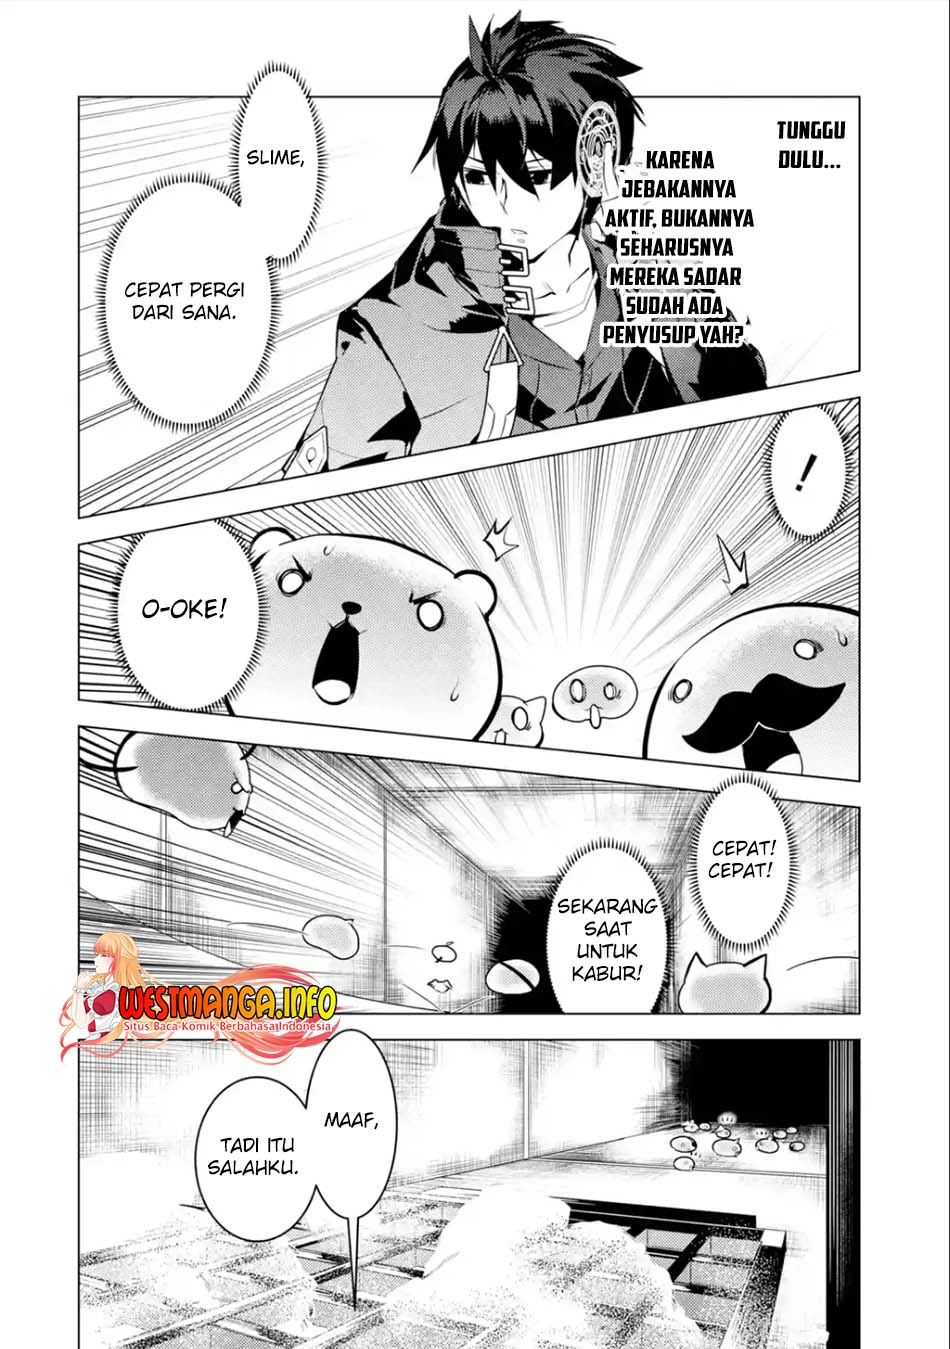 TUNGGU
DULU...
KARENA
JEBAKANNYA
AKTIF, BUKANNYA
SEHARUSNYA
MEREKA SADAR
SUDAH ADA
PENYUSUP YAH?
SLIME,
CEPAT PERGI
DARI SANA.
!
O-OKE!
CEPAT!
CEPAT!
SEKARANG
SAAT
UNTUK
KABUR!
WESTMANGA.INFO
Situs Baca Komik Berbahasa Indonesia
MAAF,
TADI ITU
SALAHKU.